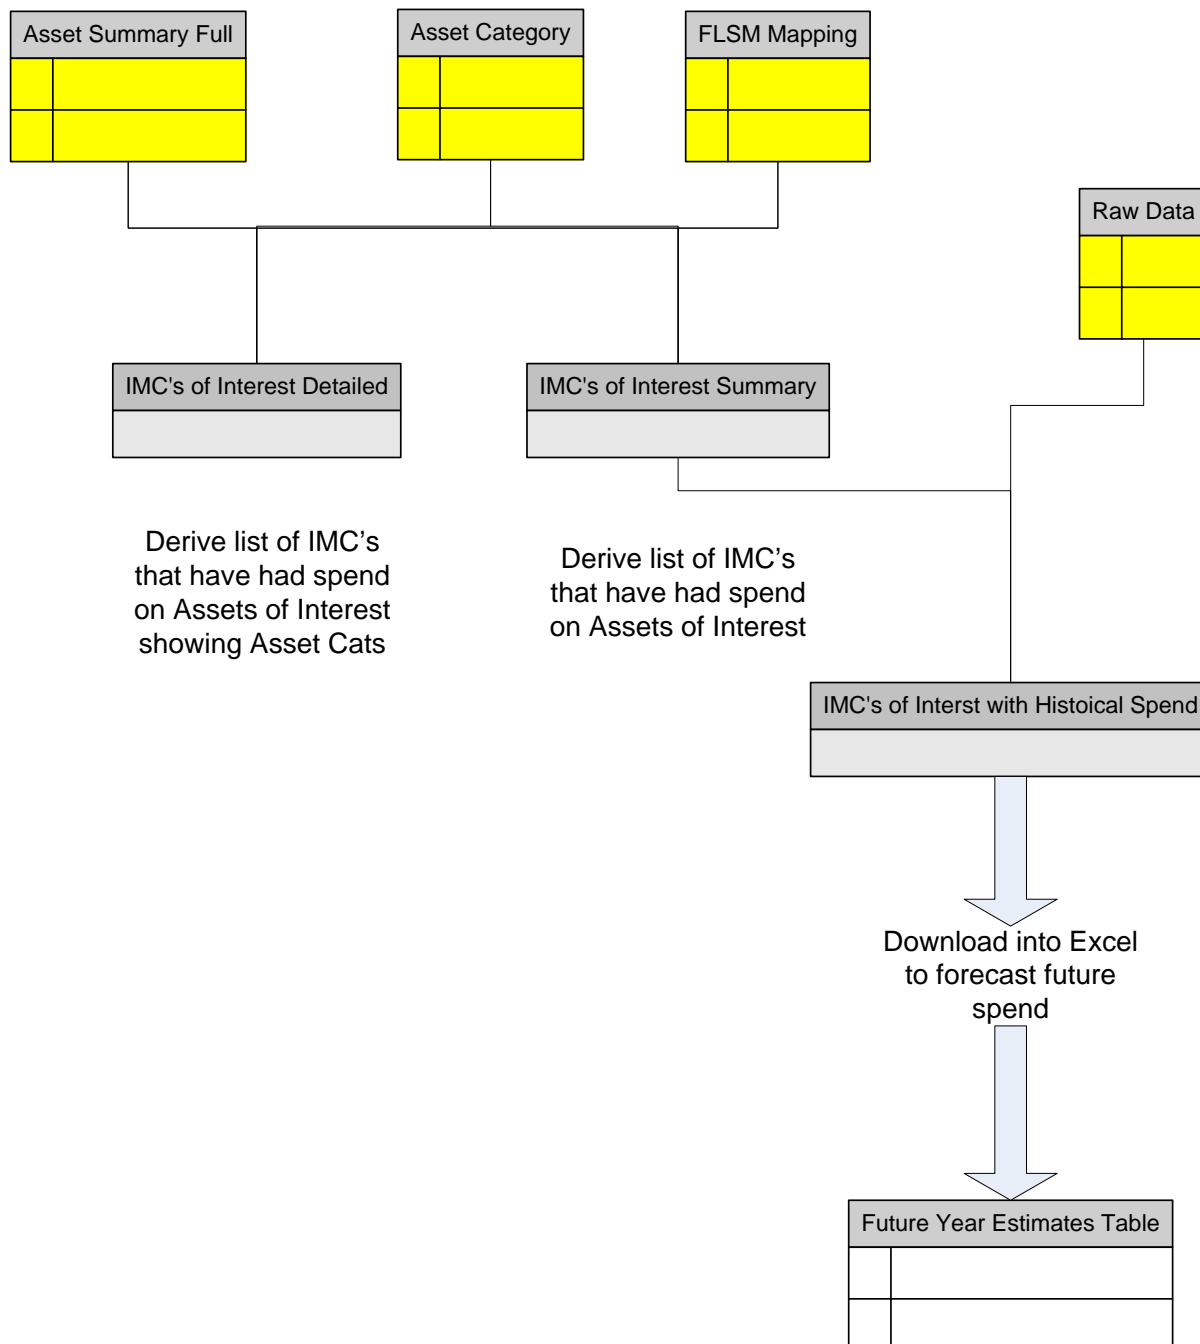 Asset Summary Full
Asset Category
FLSM Mapping
Raw Data
IMC's of Interest Detailed
IMC's of Interest Summary
Derive list of IMC’s
that have had spend
on Assets of Interest
showing Asset Cats
Derive list of IMC’s
that have had spend
on Assets of Interest
IMC's of Interst with Histoical Spend
Download into Excel
to forecast future
spend
Future Year Estimates Table